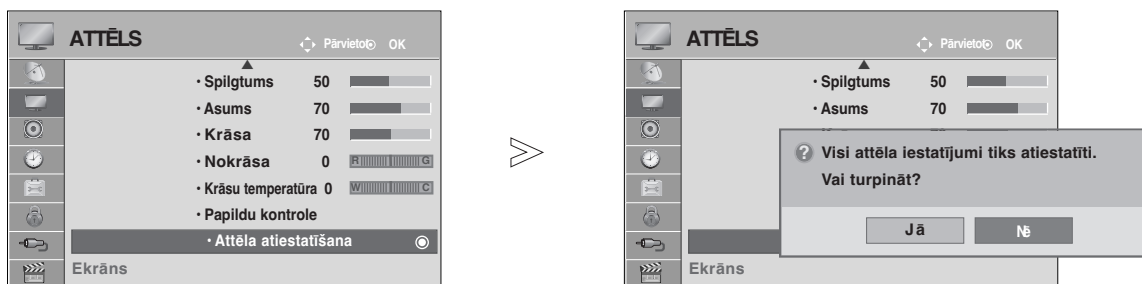 ATTĒLS
Pārvietot OK
• Spilgtums 50
• Asums 70
• Krāsa 70
• Nokrāsa 0 R G
• Krāsu temperatūra 0 W C
• Papildu kontrole
• Attēla atiestatīšana
Ekrāns
ATTĒLS
Pārvietot OK
• Spilgtums 50
• Asums 70
? Visi attēla iestatījumi tiks atiestatīti.
Vai turpināt?
Jā Nē
Ekrāns